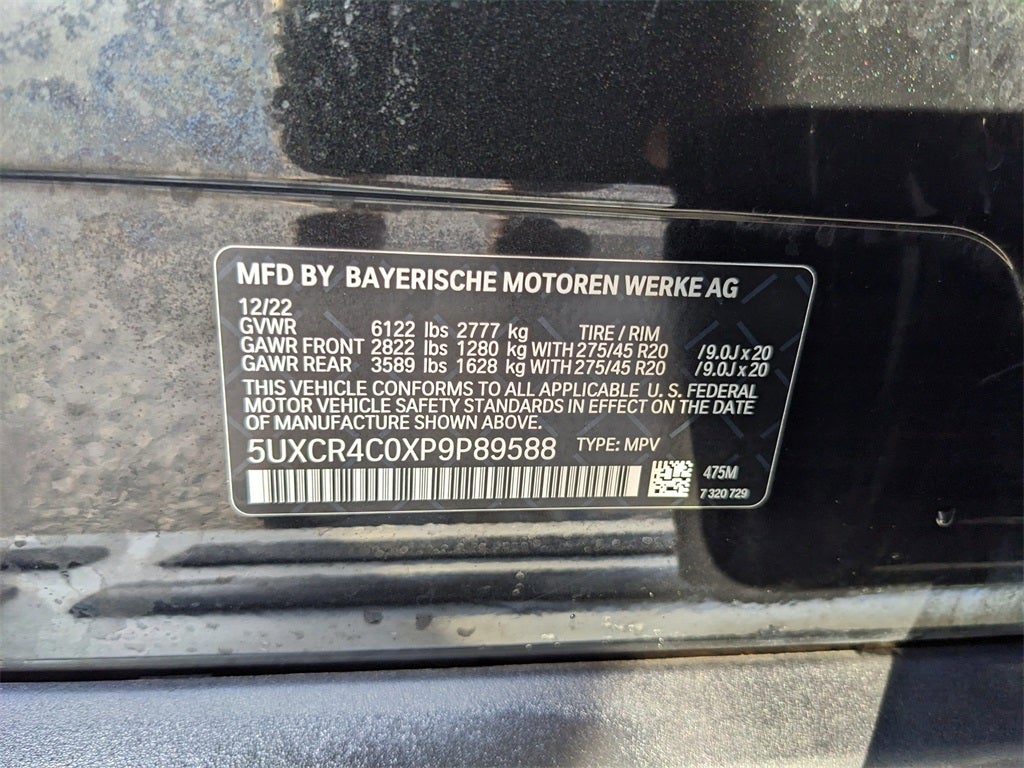 MFD BY BAYERISCHE MOTOREN WERKE AG
12/22
GVWR 6122 lbs 2777 kg TIRE / RIM
GAWR FRONT 2822 lbs 1280 kg WITH 275/45 R20 /9.0J x 20
GAWR REAR 3589 lbs 1628 kg WITH 275/45 R20 /9.0J x 20
THIS VEHICLE CONFORMS TO ALL APPLICABLE U. S. FEDERAL
MOTOR VEHICLE SAFETY STANDARDS IN EFFECT ON THE DATE
OF MANUFACTURE SHOWN ABOVE.
5UXCR4C0XP9P89588 TYPE: MPV
475M
7 320 729